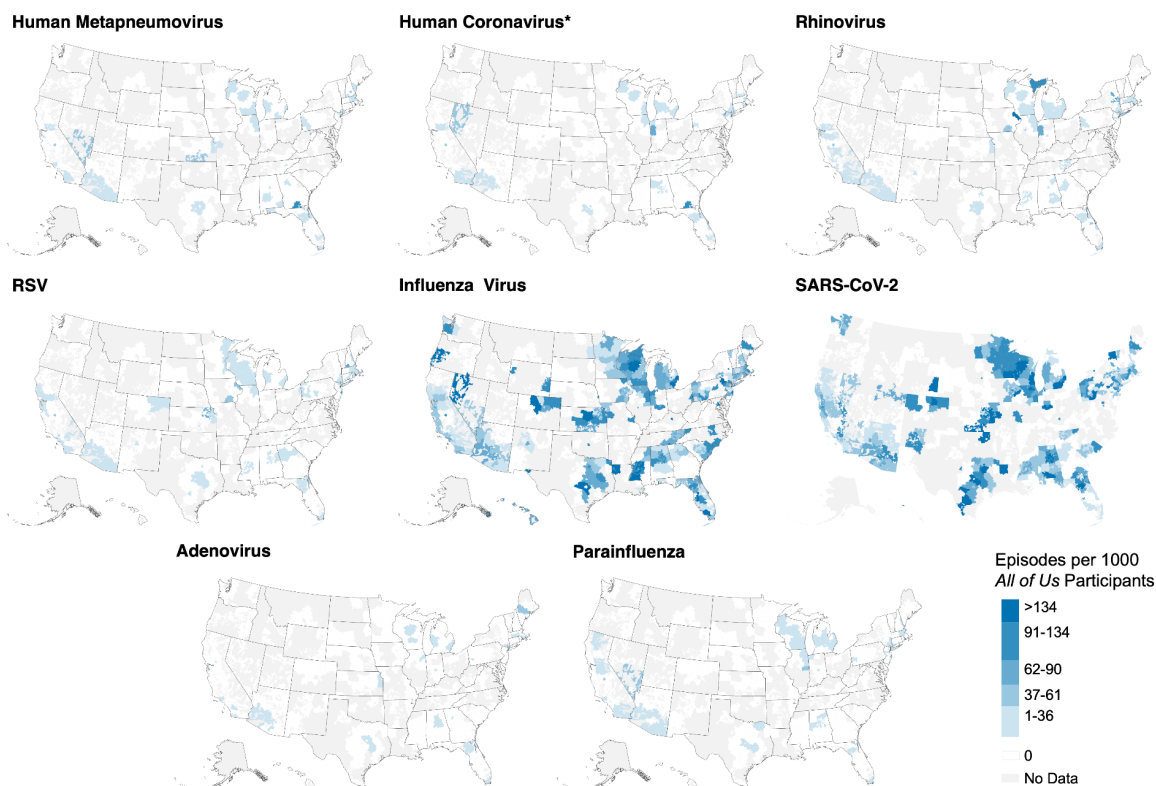 Human Metapneumovirus
Human Coronavirus*
Rhinovirus
RSV
Influenza Virus
SARS-CoV-2
Adenovirus
Parainfluenza
Episodes per 1000
All of Us Participants
>134
91-134
62-90
37-61
1-36
0
No Data